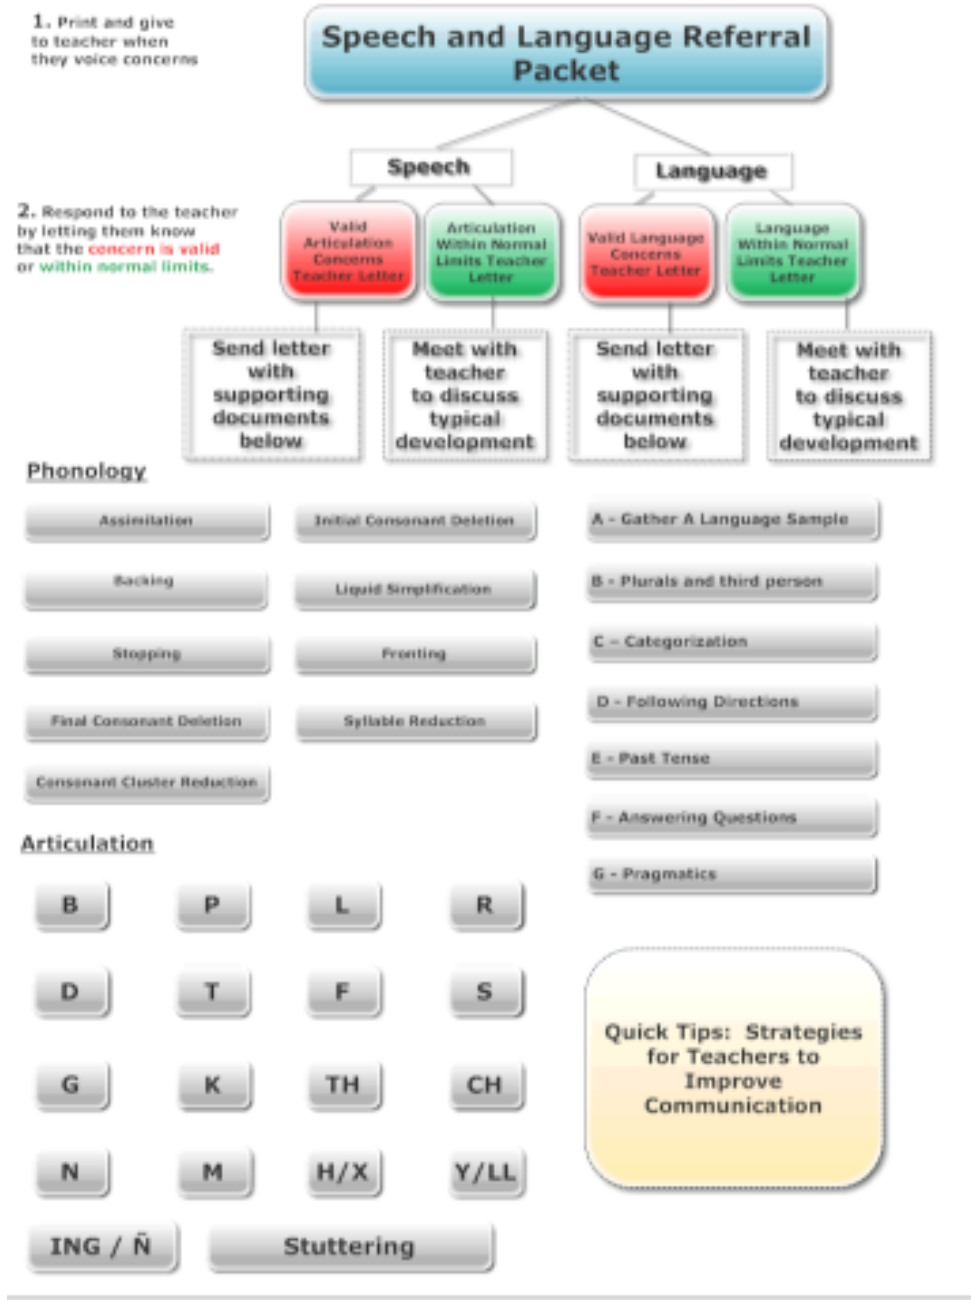 1. Print and give
to teacher when
they voice concerns
Speech and Language Referral
Packet
Speech
Language
2. Respond to the teacher
by letting them know
that the concern is valid
or within normal limits.
Valid
Articulation
Concerns
Teacher Letter
Articulation
Within Normal
Limits Teacher
Letter
Valid Language
Concerns
Teacher Letter
Language
Within Normal
Limits Teacher
Letter
Send letter
with
supporting
documents
below
Meet with
teacher
to discuss
typical
development
Send letter
with
supporting
documents
below
Meet with
teacher
to discuss
typical
development
Phonology
Assimilation
Initial Consonant Deletion
Backing
Liquid Simplification
Stopping
Fronting
Final Consonant Deletion
Syllable Reduction
Consonant Cluster Reduction
A - Gather A Language Sample
B - Plurals and third person
C – Categorization
D - Following Directions
E - Past Tense
F - Answering Questions
G - Pragmatics
Articulation
B P L R
D T F S
G K TH CH
N M H/X Y/LL
ING / Ñ Stuttering
Quick Tips: Strategies
for Teachers to
Improve
Communication